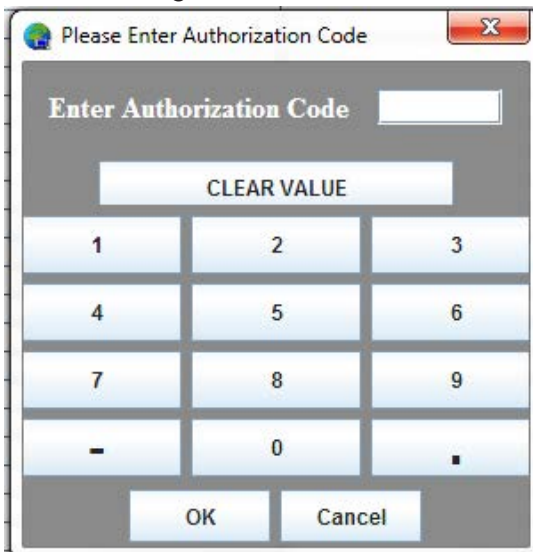 Please Enter Authorization Code
Enter Authorization Code
CLEAR VALUE
1 2 3
4 5 6
7 8 9
- 0 .
OK Cancel